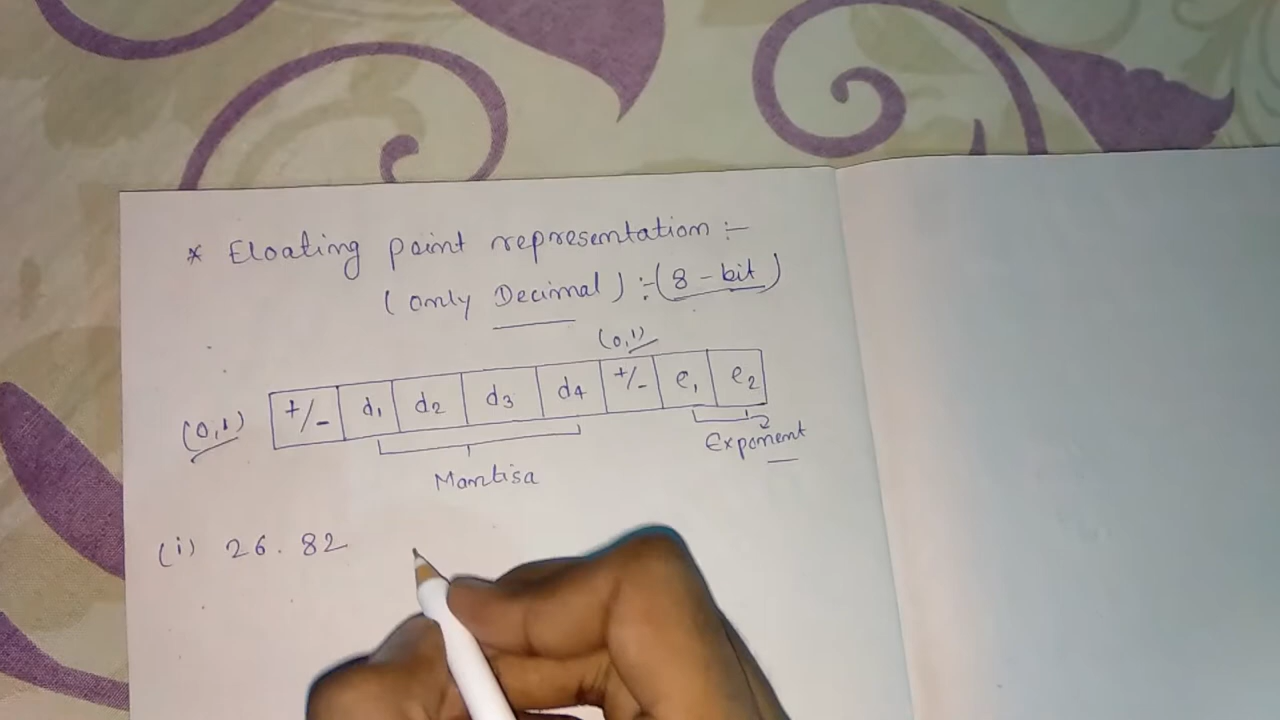 * Floating point representation :-
(only Decimal) :- (8-bit)
(0,1)
(0,1) +/- d1 d2 d3 d4 +/- e1 e2
Mantisa
Exponent
(i) 26.82